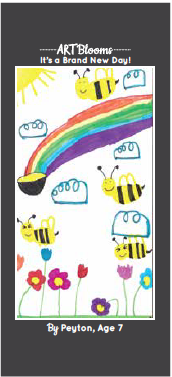 ART Blooms
It's a Brand New Day!
By Peyton, Age 7